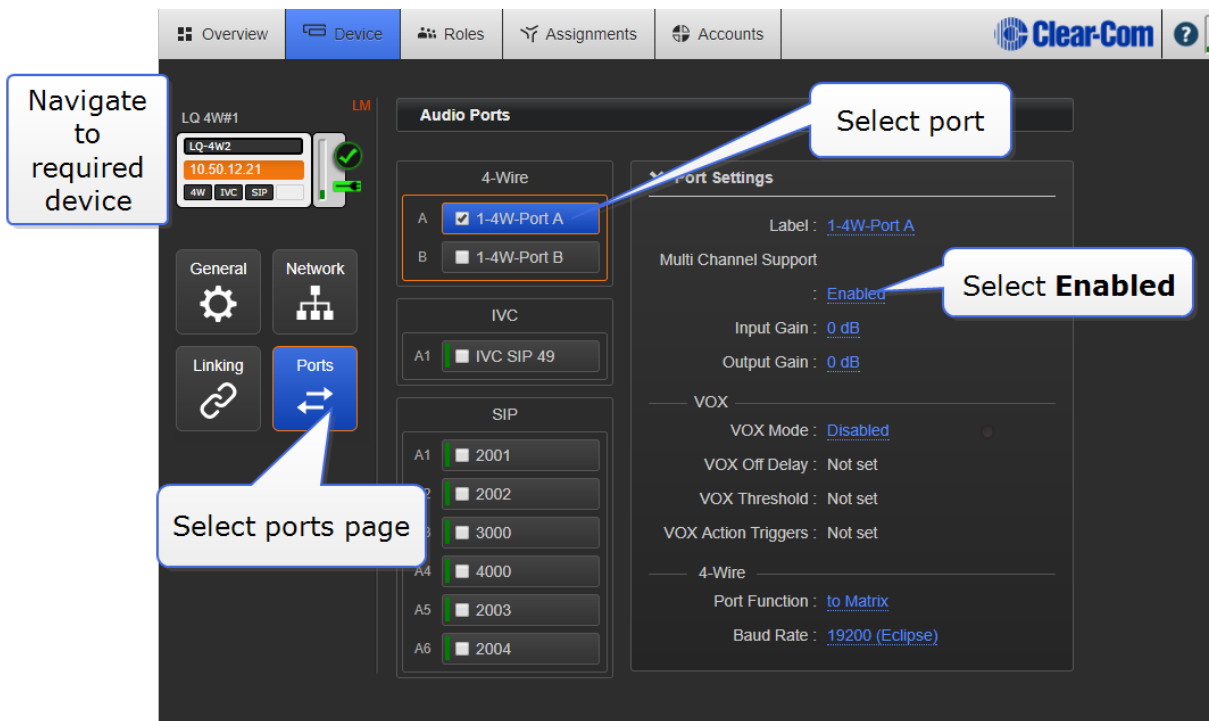 Overview
Device
Roles
Assignments
Accounts
Clear-Com
?
Navigate
to
required
device
LQ 4W#1
LM
LQ-4W2
10.50.12.21
4W IVC SIP
General
Network
Linking
Ports
Select ports page
Audio Ports
Select port
4-Wire
A 1-4W-Port A
B 1-4W-Port B
IVC
A1 IVC SIP 49
SIP
A1 2001
2002
3000
A4 4000
A5 2003
A6 2004
Port Settings
Label : 1-4W-Port A
Multi Channel Support
: Enabled
Select Enabled
Input Gain : 0 dB
Output Gain : 0 dB
VOX
VOX Mode : Disabled
VOX Off Delay : Not set
VOX Threshold : Not set
VOX Action Triggers : Not set
4-Wire
Port Function : to Matrix
Baud Rate : 19200 (Eclipse)